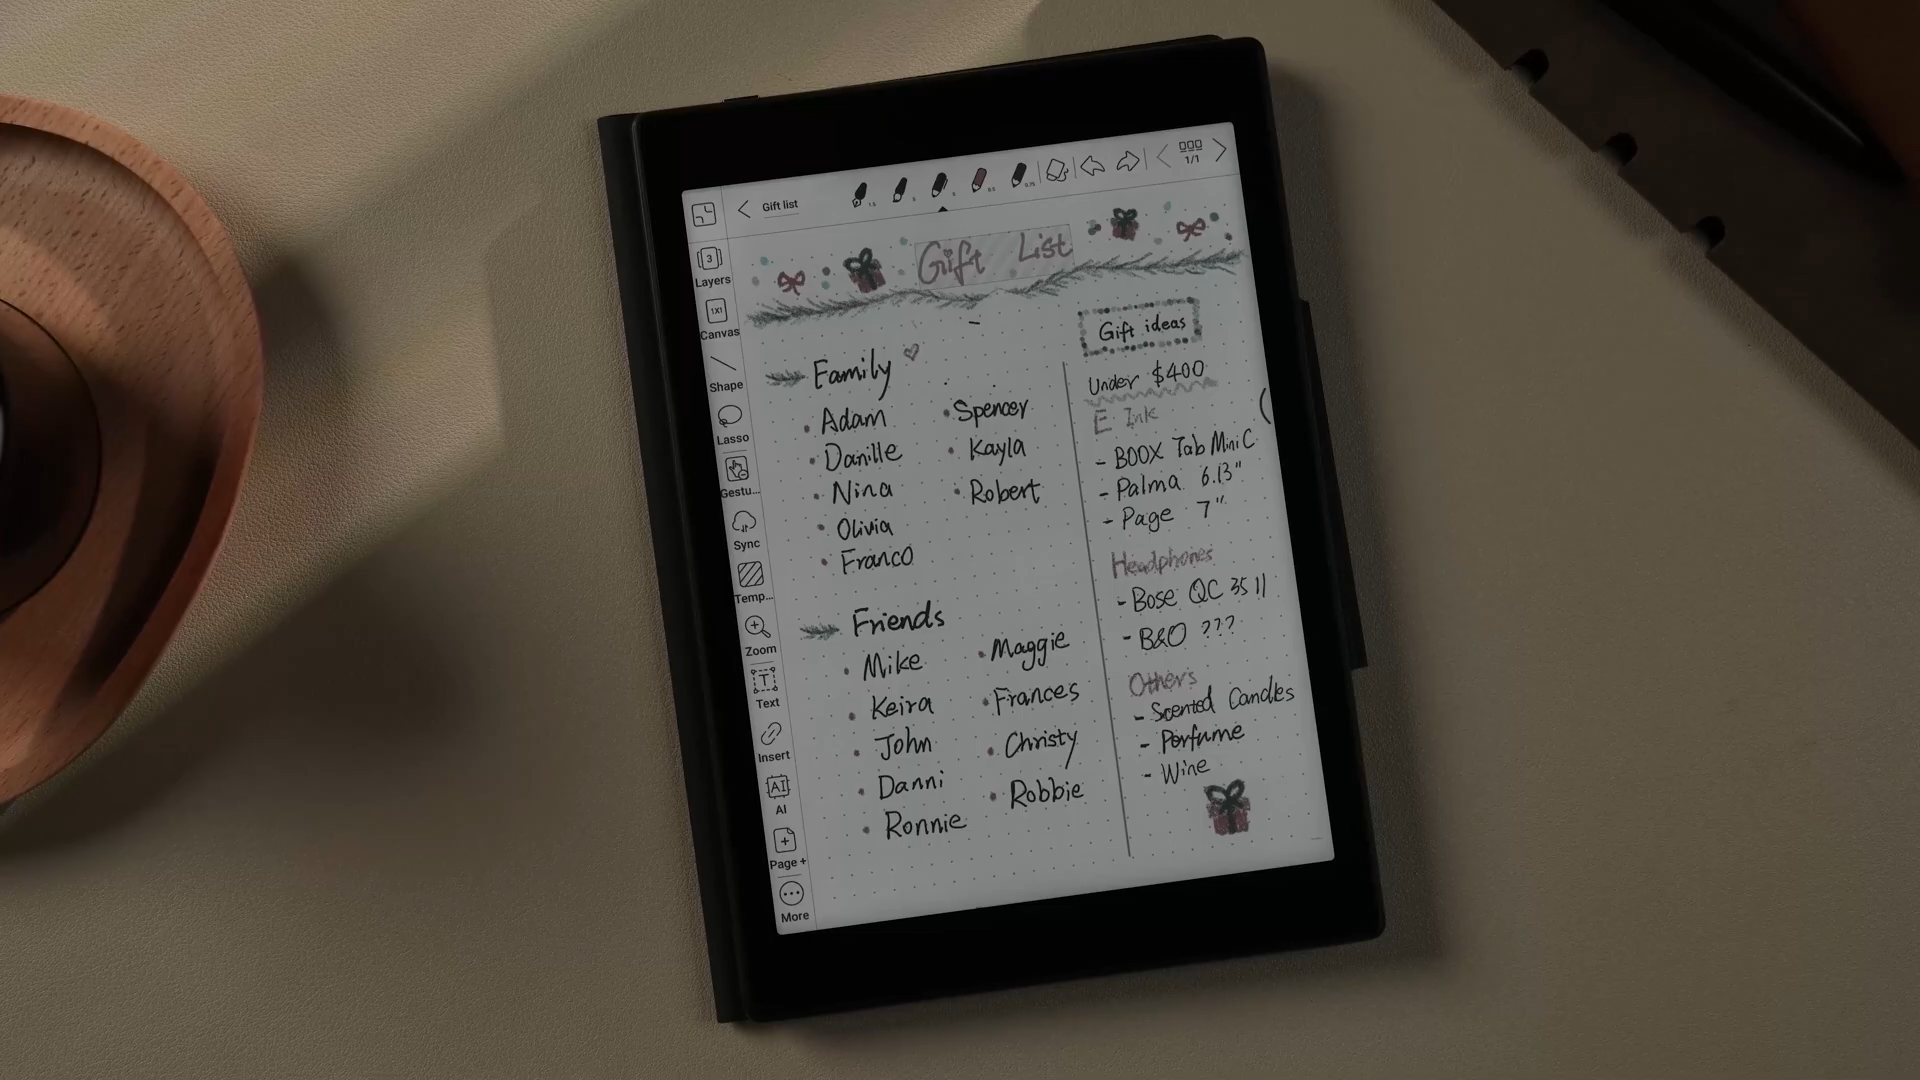 Gift list
1/1
3
Layers
1X1
Canvas
Shape
Lasso
Gestu...
Sync
Temp...
Zoom
T
Text
Insert
AI
AI
Page +
More
Gift List
Family
Adam
Danille
Nina
Olivia
Franco
Spencer
Kayla
Robert
Friends
Mike
Keira
John
Danni
Ronnie
Maggie
Frances
Christy
Robbie
Gift ideas
Under $400
E Ink
- BOOX Tab Mini C
- Palma 6.13"
- Page 7"
Headphones
- Bose QC 35 II
- B&O ???
Others
- Scented Candles
- Perfume
- Wine